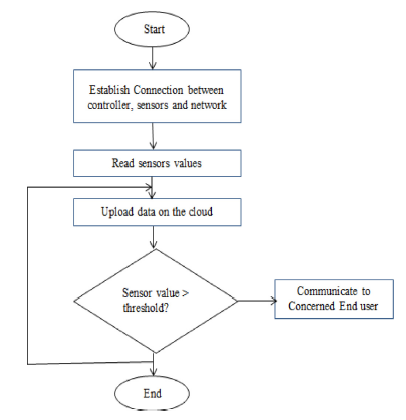 Start
Establish Connection between
controller, sensors and network
Read sensors values
Upload data on the cloud
Sensor value >
threshold?
Communicate to
Concerned End user
End